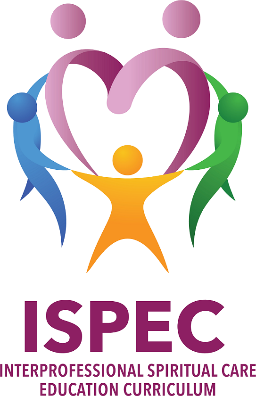 ISPEC
INTERPROFESSIONAL SPIRITUAL CARE
EDUCATION CURRICULUM